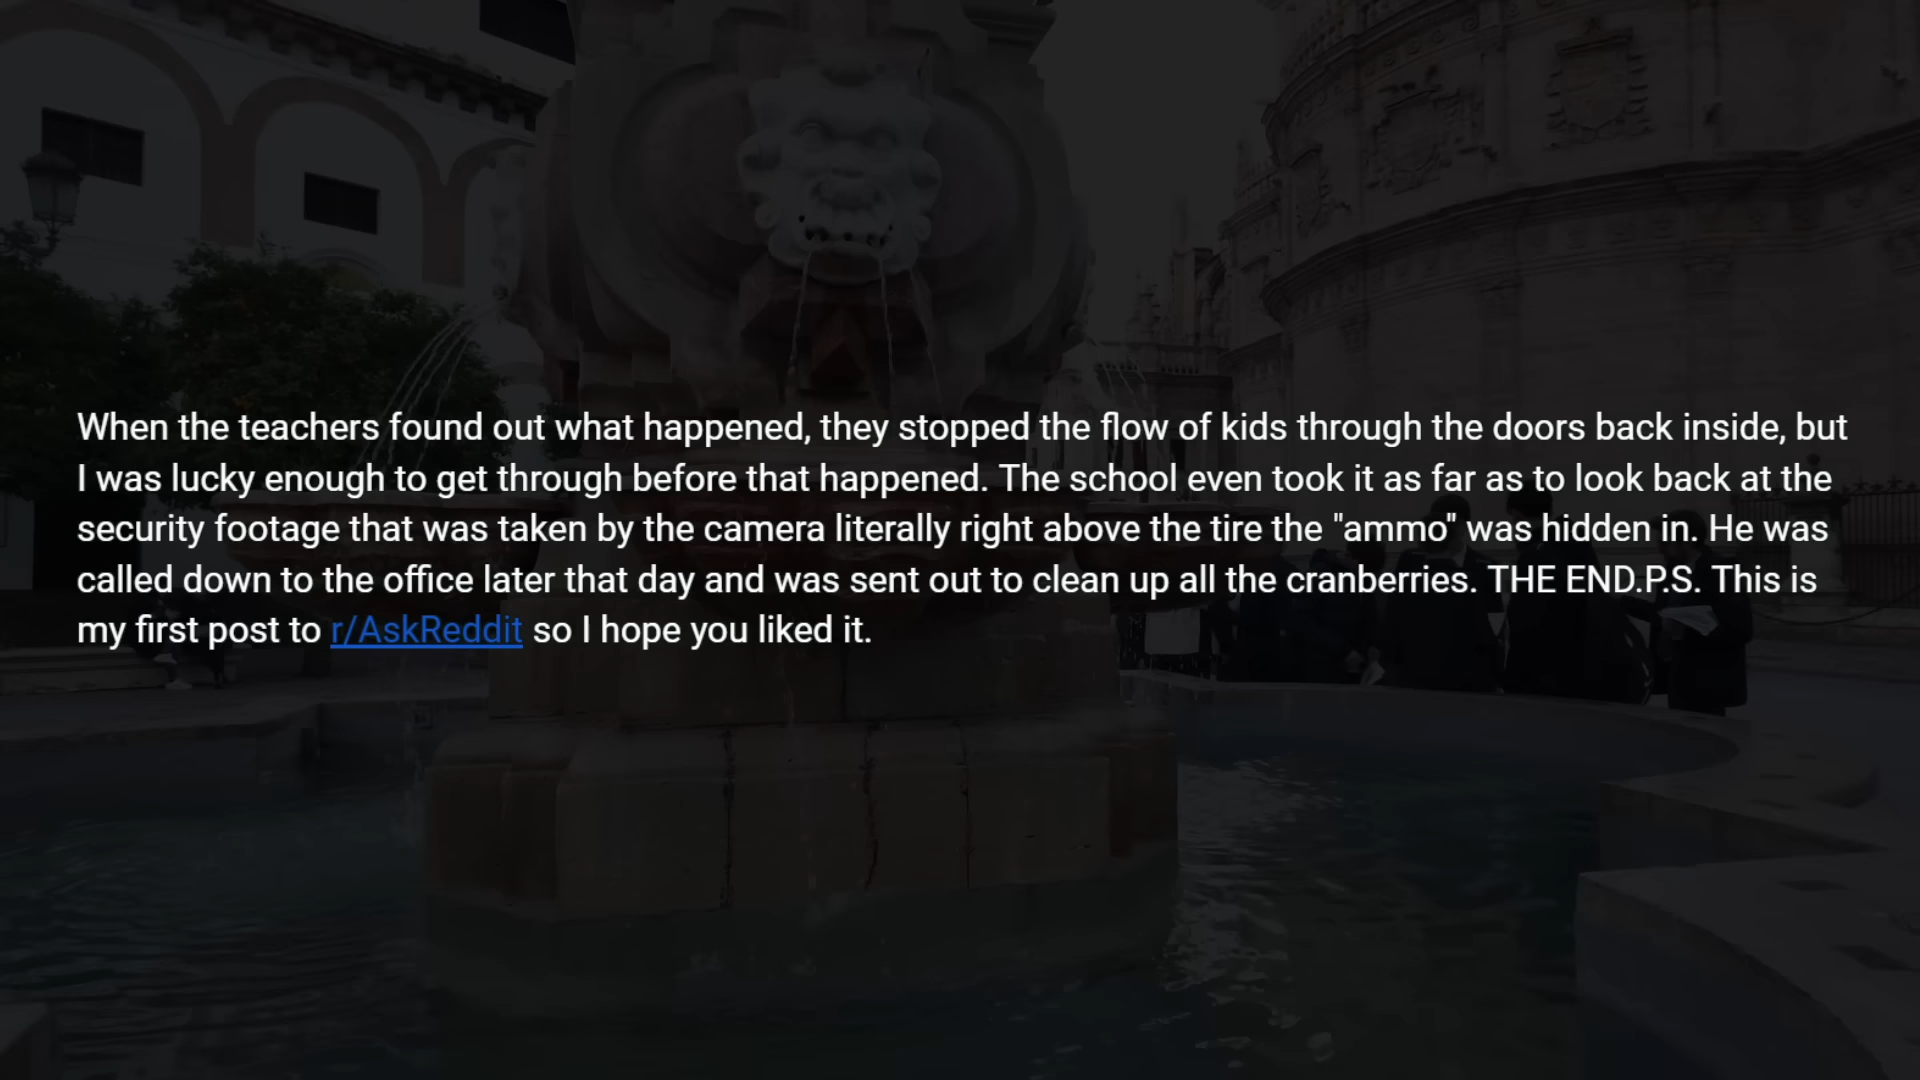 When the teachers found out what happened, they stopped the flow of kids through the doors back inside, but
I was lucky enough to get through before that happened. The school even took it as far as to look back at the
security footage that was taken by the camera literally right above the tire the "ammo" was hidden in. He was
called down to the office later that day and was sent out to clean up all the cranberries. THE END.P.S. This is
my first post to r/AskReddit so I hope you liked it.